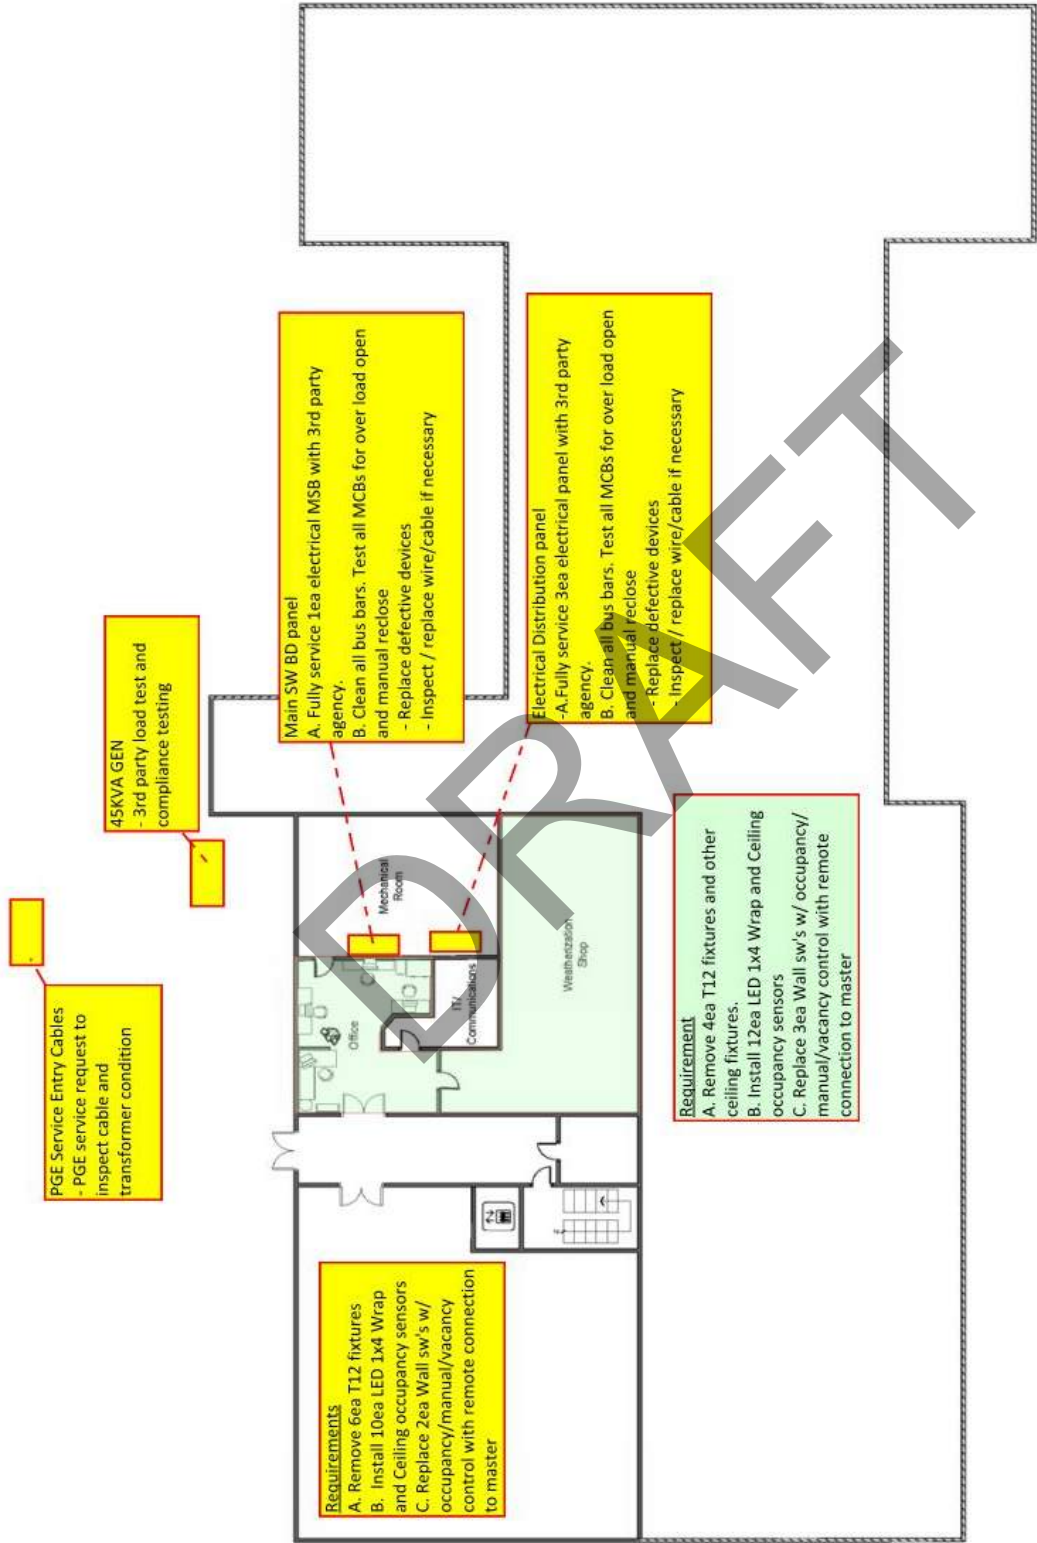 PGE Service Entry Cables
- PGE service request to
inspect cable and
transformer condition
45KVA GEN
- 3rd party load test and
compliance testing
Main SW BD panel
A. Fully service 1ea electrical MSB with 3rd party
agency.
B. Clean all bus bars. Test all MCBs for over load open
and manual reclose
- Replace defective devices
- Inspect / replace wire/cable if necessary
Electrical Distribution panel
-A.Fully service 3ea electrical panel with 3rd party
agency.
B. Clean all bus bars. Test all MCBs for over load open
and manual reclose
- Replace defective devices
- Inspect / replace wire/cable if necessary
Requirements
A. Remove 6ea T12 fixtures
B. Install 10ea LED 1x4 Wrap
and Ceiling occupancy sensors
C. Replace 2ea Wall sw's w/
occupancy/manual/vacancy
control with remote connection
to master
Office
IT/
Communications
Mechanical
Room
Weatherization
Shop
Requirement
A. Remove 4ea T12 fixtures and other
ceiling fixtures.
B. Install 12ea LED 1x4 Wrap and Ceiling
occupancy sensors
C. Replace 3ea Wall sw's w/ occupancy/
manual/vacancy control with remote
connection to master
DRAFT